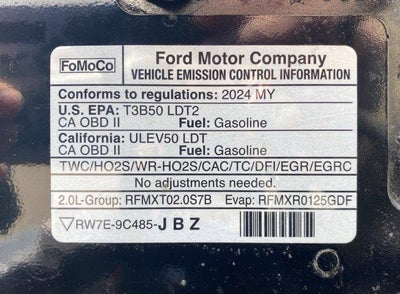 FoMoCo
Ford Motor Company
VEHICLE EMISSION CONTROL INFORMATION
Conforms to regulations: 2024 MY
U.S. EPA: T3B50 LDT2
CA OBD II Fuel: Gasoline
California: ULEV50 LDT
CA OBD II Fuel: Gasoline
TWC/HO2S/WR-HO2S/CAC/TC/DFI/EGR/EGRC
No adjustments needed.
2.0L-Group: RFMXT02.0S7B Evap: RFMXR0125GDF
RW7E-9C485-JBZ